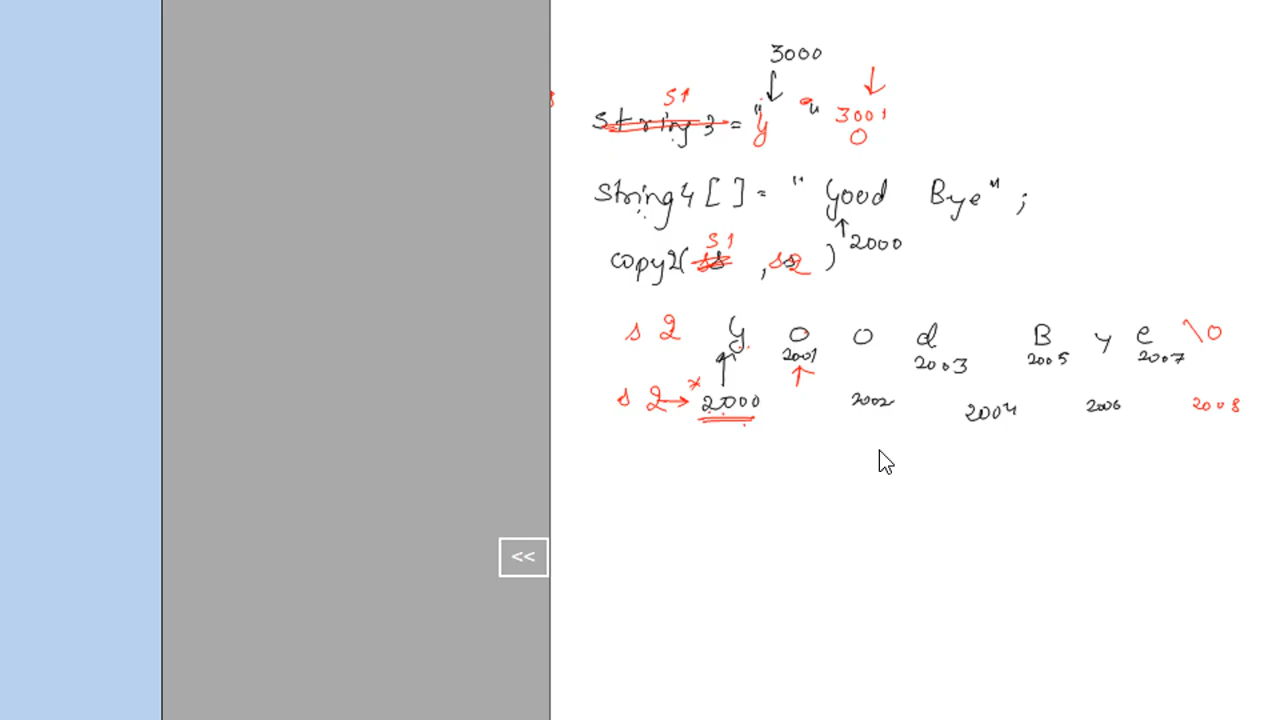 3000
s1
string3 = "y " 3001
0
string4 [ ] = " Good Bye" ;
2000
s1
copy2( , s2 )
s 2 G o o d B y e \0
2001 2003 2005 2007
s 2 → * 2000 2002 2004 2006 2008
<<